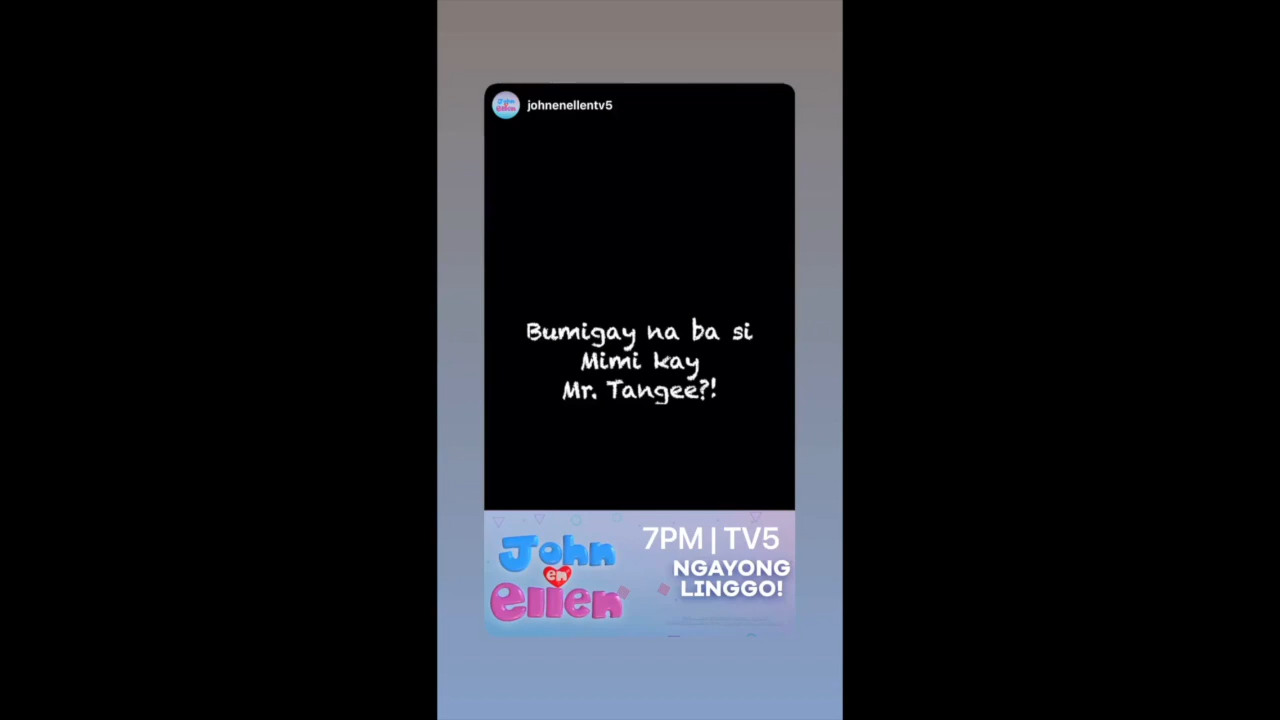 johnenellentv5
Bumigay na ba si
Mimi kay
Mr. Tangee?!
John
en
ellen
7PM | TV5
NGAYONG
LINGGO!